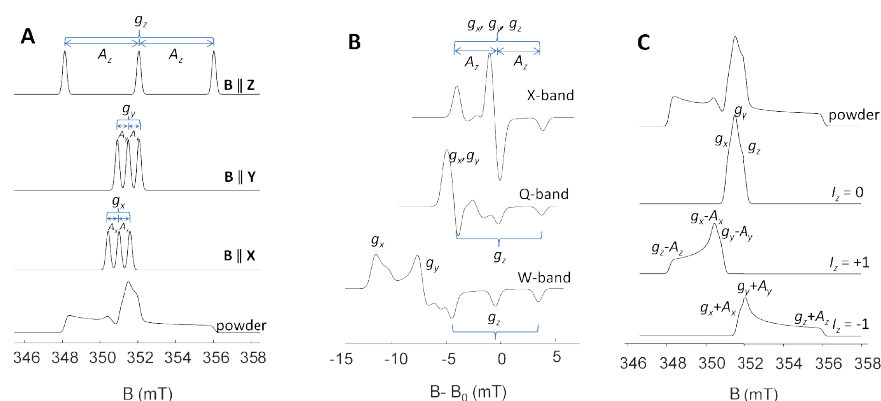 A
g_z
A_z A_z
B ∥ Z
g_y
A_y A
B ∥ Y
g_x
A_x A
B ∥ X
powder
346 348 350 352 354 356 358
B (mT)
B
g_x, g_y, g_z
A_z A_z
X-band
g_x, g_y
Q-band
g_z
g_x
g_y
W-band
g_z
-15 -10 -5 0 5
B- B_0 (mT)
C
powder
g_y
g_x
g_z
I_z = 0
g_x-A_x
g_y-A_y
g_z-A_z
I_z = +1
g_y+A_y
g_x+A_x
g_z+A_z
I_z = -1
346 348 350 352 354 356 358
B (mT)